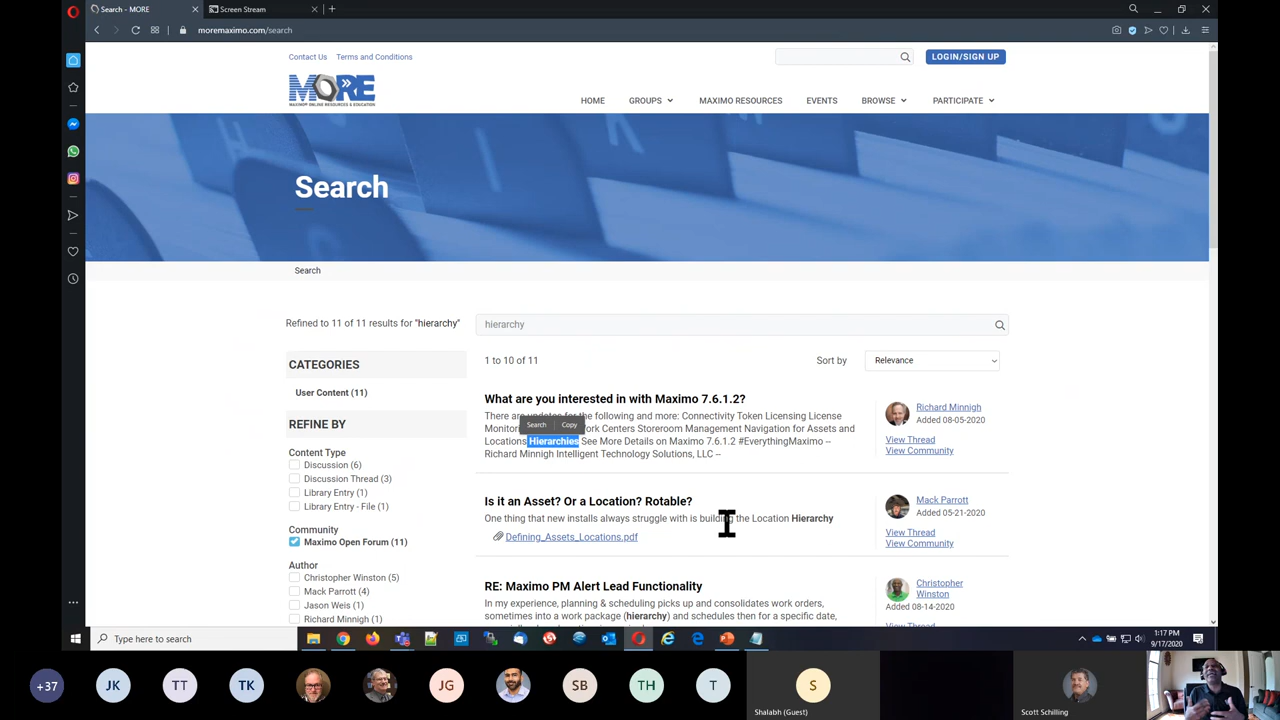 Search - MORE
Screen Stream
moremaximo.com/search
Contact Us
Terms and Conditions
LOGIN/SIGN UP
MORE
MAXIMO ONLINE RESOURCES & EDUCATION
HOME
GROUPS
MAXIMO RESOURCES
EVENTS
BROWSE
PARTICIPATE
Search
Search
Refined to 11 of 11 results for "hierarchy"
hierarchy
CATEGORIES
User Content (11)
REFINE BY
Content Type
Discussion (6)
Discussion Thread (3)
Library Entry (1)
Library Entry - File (1)
Community
Maximo Open Forum (11)
Author
Christopher Winston (5)
Mack Parrott (4)
Jason Weis (1)
Richard Minnigh (1)
1 to 10 of 11
Sort by
Relevance
What are you interested in with Maximo 7.6.1.2?
There are updates for the following and more: Connectivity Token Licensing License
Search
Copy
Centers Storeroom Management Navigation for Assets and
Locations Hierarchies See More Details on Maximo 7.6.1.2 #EverythingMaximo --
Richard Minnigh Intelligent Technology Solutions, LLC --
Richard Minnigh
Added 08-05-2020
View Thread
View Community
Is it an Asset? Or a Location? Rotable?
One thing that new installs always struggle with is building the Location Hierarchy
Defining_Assets_Locations.pdf
Mack Parrott
Added 05-21-2020
View Thread
View Community
RE: Maximo PM Alert Lead Functionality
In my experience, planning & scheduling picks up and consolidates work orders,
sometimes into a work package (hierarchy) and schedules then for a specific date,
Christopher
Winston
Added 08-14-2020
Type here to search
1:17 PM
9/17/2020
+37
JK
TT
TK
JG
SB
TH
T
S
Shalabh (Guest)
Scott Schilling